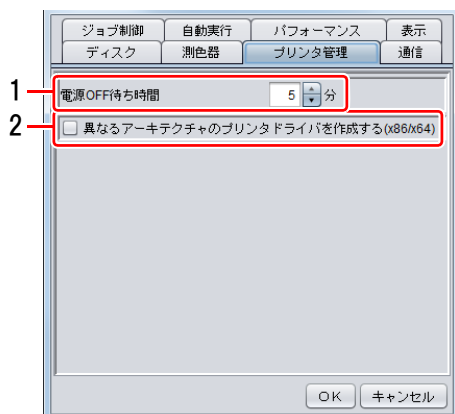 ジョブ制御 自動実行 パフォーマンス 表示
ディスク 測色器 プリンタ管理 通信
1 電源OFF待ち時間 5 分
2 異なるアーキテクチャのプリンタドライバを作成する(x86/x64)
OK キャンセル